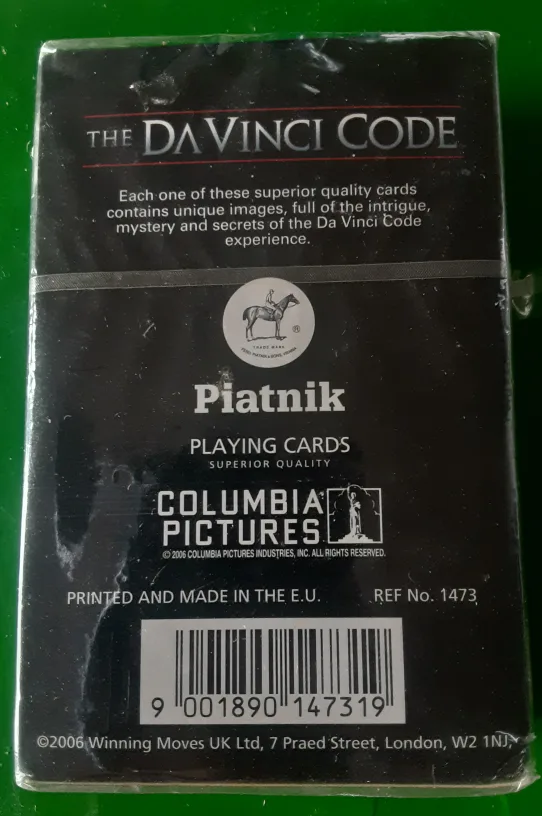 THE DA VINCI CODE
Each one of these superior quality cards
contains unique images, full of the intrigue,
mystery and secrets of the Da Vinci Code
experience.
®
TRADE MARK
Piatnik
PLAYING CARDS
SUPERIOR QUALITY
COLUMBIA
PICTURES
© 2006 COLUMBIA PICTURES INDUSTRIES, INC. ALL RIGHTS RESERVED.
PRINTED AND MADE IN THE E.U. REF No. 1473
9 001890 147319
©2006 Winning Moves UK Ltd, 7 Praed Street, London, W2 1NJ,